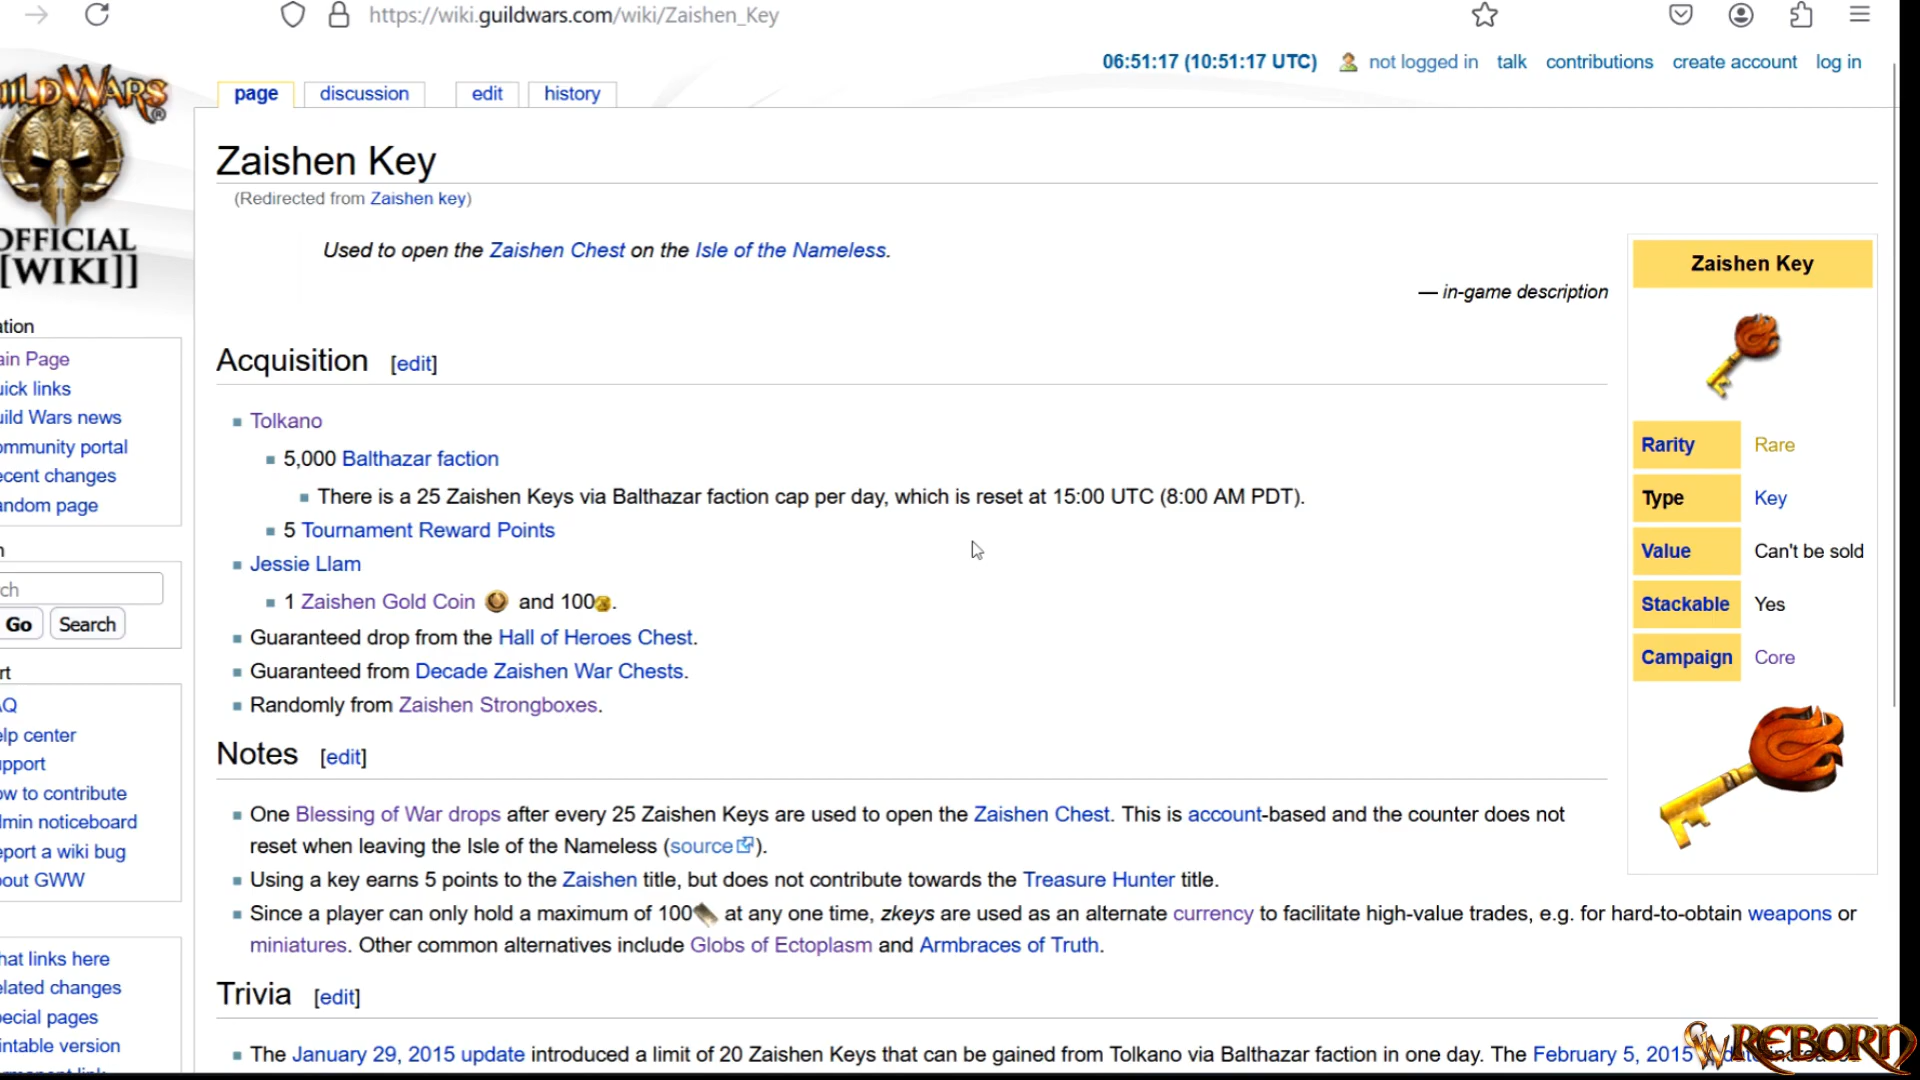 https://wiki.guildwars.com/wiki/Zaishen_Key
06:51:17 (10:51:17 UTC) not logged in talk contributions create account log in
page discussion edit history
OFFICIAL
[WIKI]]
Zaishen Key
(Redirected from Zaishen key)
Used to open the Zaishen Chest on the Isle of the Nameless.
— in-game description
Acquisition [edit]
Tolkano
5,000 Balthazar faction
There is a 25 Zaishen Keys via Balthazar faction cap per day, which is reset at 15:00 UTC (8:00 AM PDT).
5 Tournament Reward Points
Jessie Llam
1 Zaishen Gold Coin and 100.
Guaranteed drop from the Hall of Heroes Chest.
Guaranteed from Decade Zaishen War Chests.
Randomly from Zaishen Strongboxes.
Notes [edit]
One Blessing of War drops after every 25 Zaishen Keys are used to open the Zaishen Chest. This is account-based and the counter does not
reset when leaving the Isle of the Nameless (source).
Using a key earns 5 points to the Zaishen title, but does not contribute towards the Treasure Hunter title.
Since a player can only hold a maximum of 100 at any one time, zkeys are used as an alternate currency to facilitate high-value trades, e.g. for hard-to-obtain weapons or
miniatures. Other common alternatives include Globs of Ectoplasm and Armbraces of Truth.
Trivia [edit]
The January 29, 2015 update introduced a limit of 20 Zaishen Keys that can be gained from Tolkano via Balthazar faction in one day. The February 5, 2015
Zaishen Key
Rarity Rare
Type Key
Value Can't be sold
Stackable Yes
Campaign Core
ation
ain Page
uick links
uild Wars news
ommunity portal
ecent changes
andom page
h
ch
Go Search
rt
AQ
elp center
upport
ow to contribute
dmin noticeboard
eport a wiki bug
bout GWW
hat links here
elated changes
pecial pages
rintable version
GW REBORN